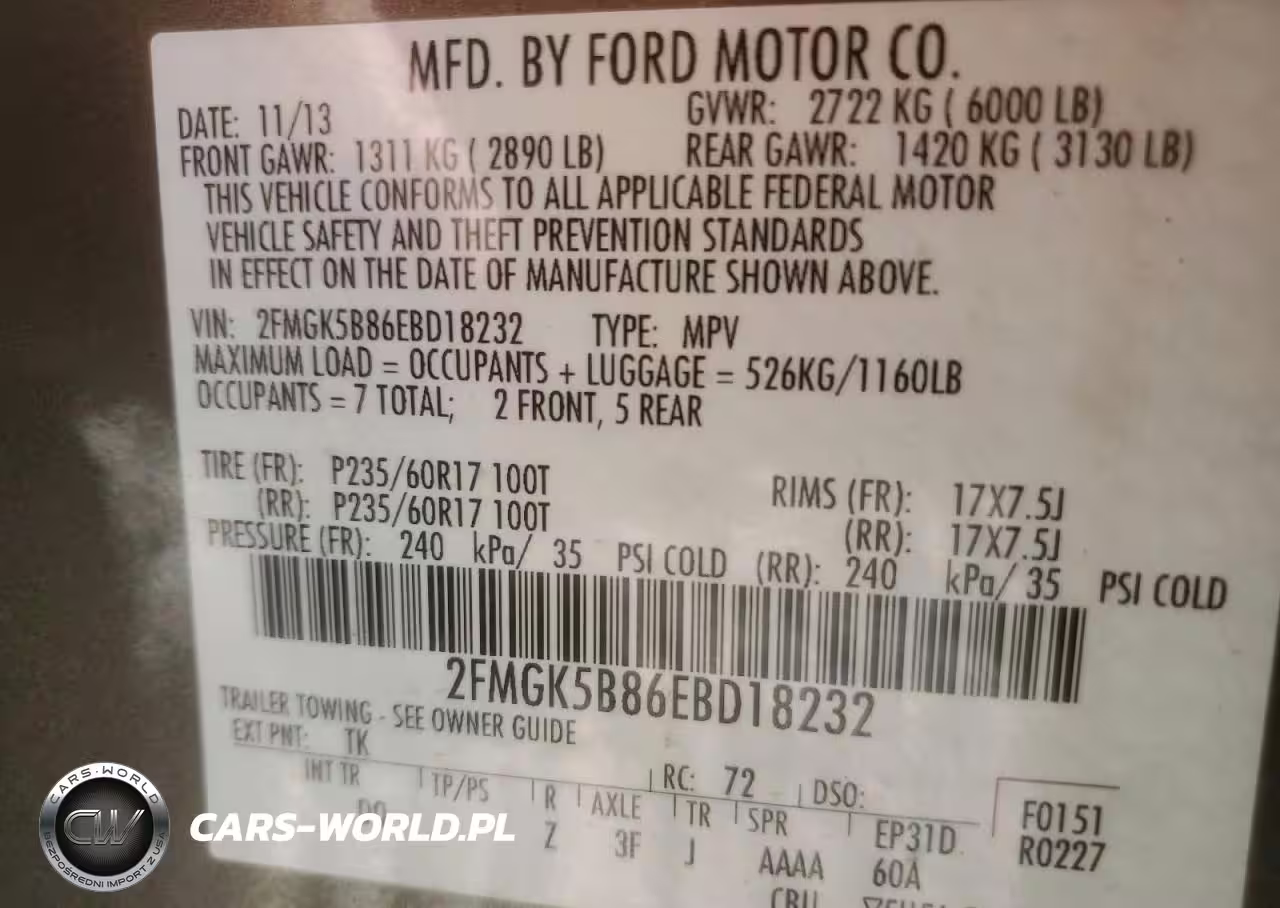 MFD. BY FORD MOTOR CO.
DATE: 11/13
GVWR: 2722 KG ( 6000 LB)
FRONT GAWR: 1311 KG ( 2890 LB)
REAR GAWR: 1420 KG ( 3130 LB)
THIS VEHICLE CONFORMS TO ALL APPLICABLE FEDERAL MOTOR
VEHICLE SAFETY AND THEFT PREVENTION STANDARDS
IN EFFECT ON THE DATE OF MANUFACTURE SHOWN ABOVE.
VIN: 2FMGK5B86EBD18232 TYPE: MPV
MAXIMUM LOAD = OCCUPANTS + LUGGAGE = 526KG/1160LB
OCCUPANTS = 7 TOTAL; 2 FRONT, 5 REAR
TIRE (FR): P235/60R17 100T RIMS (FR): 17X7.5J
(RR): P235/60R17 100T (RR): 17X7.5J
PRESSURE (FR): 240 kPa/ 35 PSI COLD (RR): 240 kPa/ 35 PSI COLD
2FMGK5B86EBD18232
TRAILER TOWING - SEE OWNER GUIDE
EXT PNT: TK RC: 72 DSO:
INT TR TP/PS R AXLE TR SPR EP31D
DQ Z 3F J AAAA 60A
F0151
R0227
CARS-WORLD
CW
BEZPOŚREDNI IMPORT Z USA
CARS-WORLD.PL